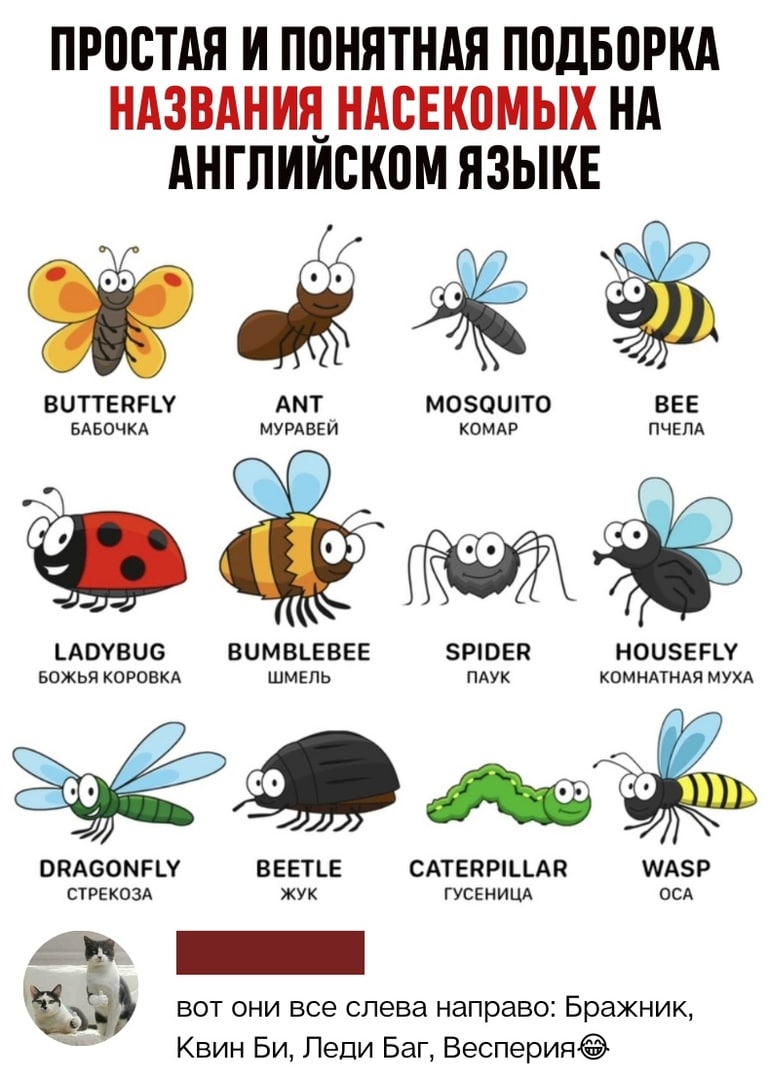 ПРОСТАЯ И ПОНЯТНАЯ ПОДБОРКА
НАЗВАНИЯ НАСЕКОМЫХ НА
АНГЛИЙСКОМ ЯЗЫКЕ
BUTTERFLY
БАБОЧКА
ANT
МУРАВЕЙ
MOSQUITO
КОМАР
BEE
ПЧЕЛА
LADYBUG
БОЖЬЯ КОРОВКА
BUMBLEBEE
ШМЕЛЬ
SPIDER
ПАУК
HOUSEFLY
КОМНАТНАЯ МУХА
DRAGONFLY
СТРЕКОЗА
BEETLE
ЖУК
CATERPILLAR
ГУСЕНИЦА
WASP
ОСА
вот они все слева направо: Бражник,
Квин Би, Леди Баг, Весперия😂